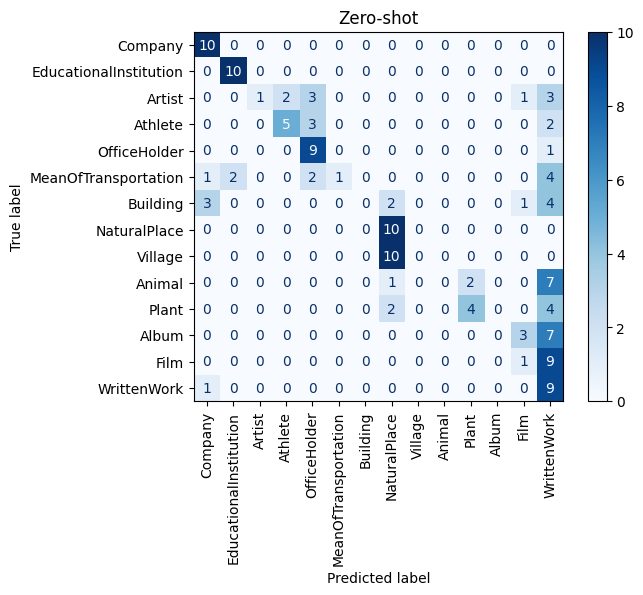 Zero-shot
Company 10 0 0 0 0 0 0 0 0 0 0 0 0 0
EducationalInstitution 0 10 0 0 0 0 0 0 0 0 0 0 0 0
Artist 0 0 1 2 3 0 0 0 0 0 0 0 1 3
Athlete 0 0 0 5 3 0 0 0 0 0 0 0 0 2
OfficeHolder 0 0 0 0 9 0 0 0 0 0 0 0 0 1
MeanOfTransportation 1 2 0 0 2 1 0 0 0 0 0 0 0 4
Building 3 0 0 0 0 0 0 2 0 0 0 0 1 4
NaturalPlace 0 0 0 0 0 0 0 10 0 0 0 0 0 0
Village 0 0 0 0 0 0 0 10 0 0 0 0 0 0
Animal 0 0 0 0 0 0 0 1 0 0 2 0 0 7
Plant 0 0 0 0 0 0 0 2 0 0 4 0 0 4
Album 0 0 0 0 0 0 0 0 0 0 0 0 3 7
Film 0 0 0 0 0 0 0 0 0 0 0 0 1 9
WrittenWork 1 0 0 0 0 0 0 0 0 0 0 0 0 9
True label
Company
EducationalInstitution
Artist
Athlete
OfficeHolder
MeanOfTransportation
Building
NaturalPlace
Village
Animal
Plant
Album
Film
WrittenWork
Predicted label
10
8
6
4
2
0